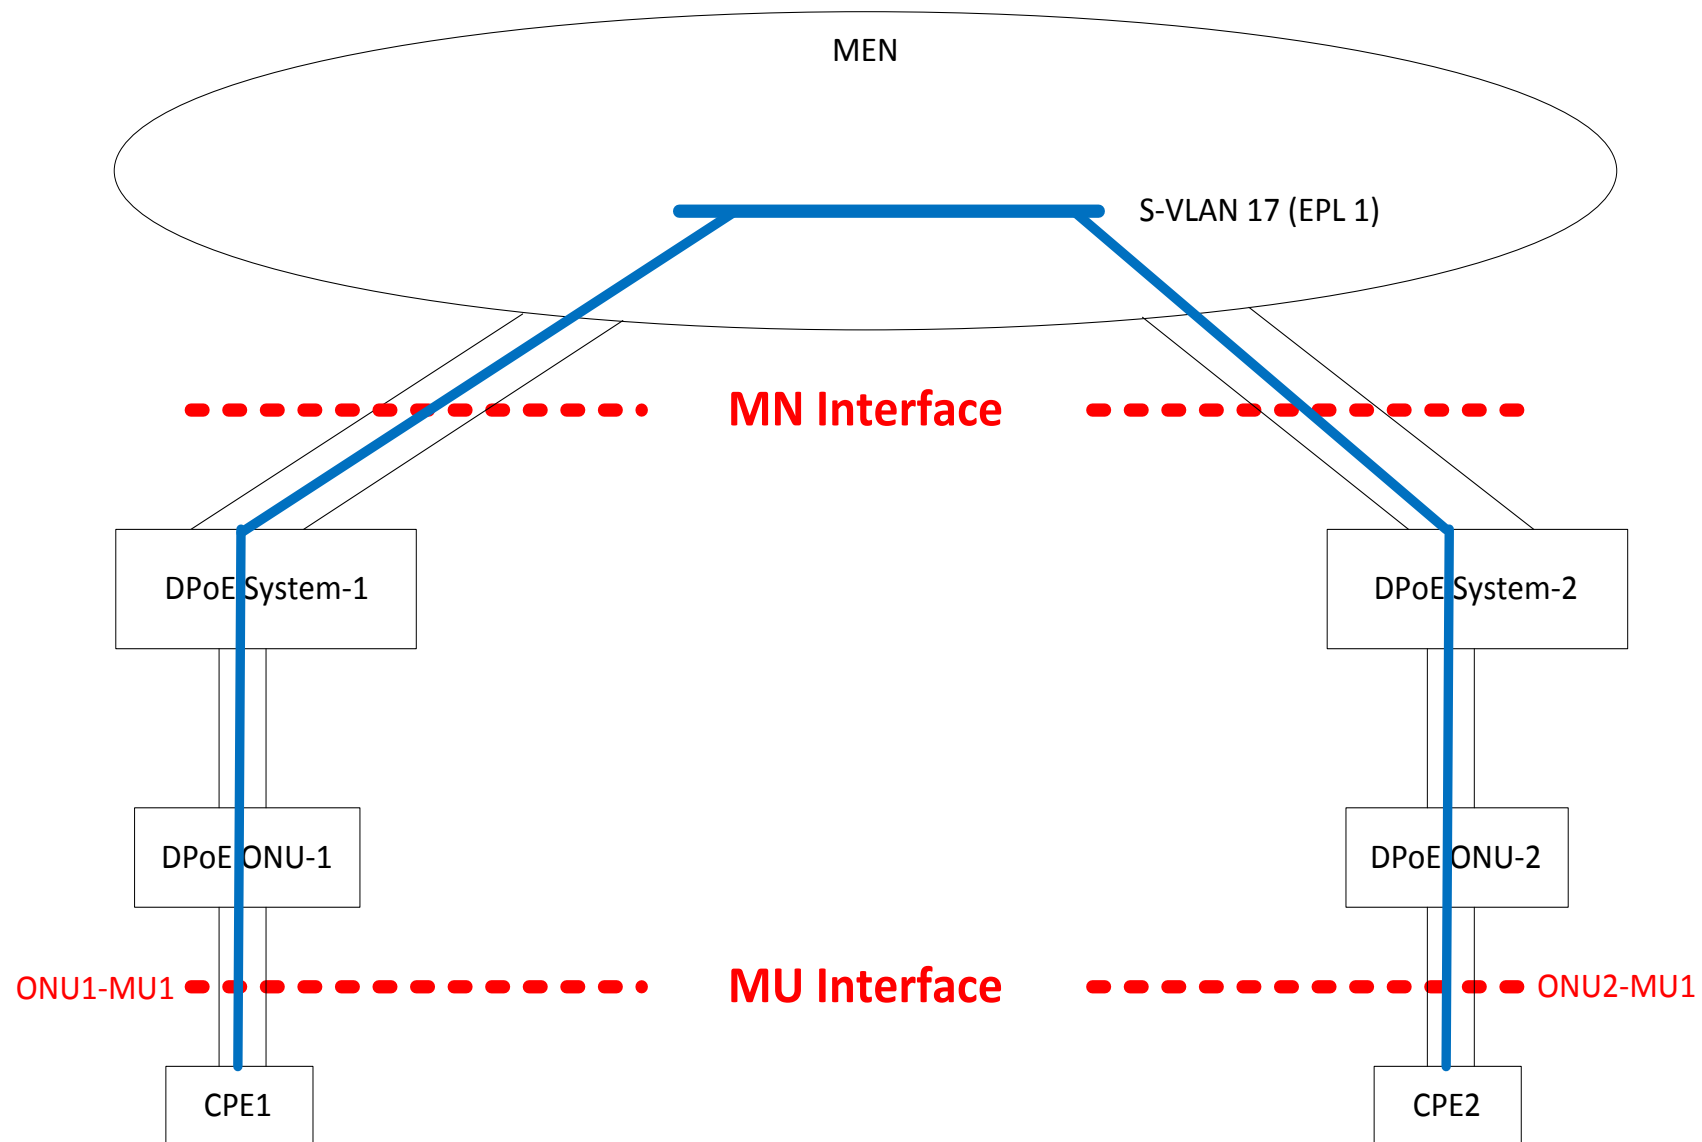 MEN
S-VLAN 17 (EPL 1)
MN Interface
DPoE System-1
DPoE System-2
DPoE ONU-1
DPoE ONU-2
ONU1-MU1
MU Interface
ONU2-MU1
CPE1
CPE2